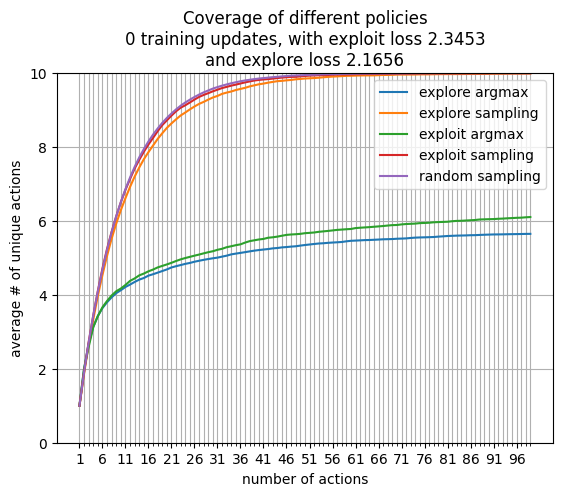 Coverage of different policies
0 training updates, with exploit loss 2.3453
and explore loss 2.1656
10
8
6
4
2
0
average # of unique actions
explore argmax
explore sampling
exploit argmax
exploit sampling
random sampling
1 6 11 16 21 26 31 36 41 46 51 56 61 66 71 76 81 86 91 96
number of actions